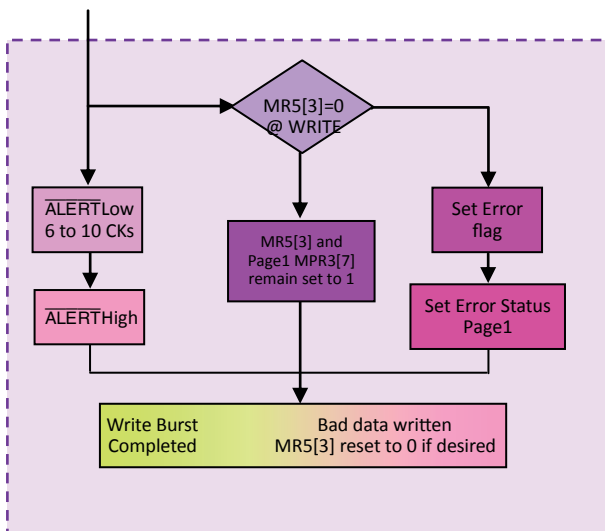 MR5[3]=0
@ WRITE
ALERT Low
6 to 10 CKs
MR5[3] and
Page1 MPR3[7]
remain set to 1
Set Error
flag
ALERT High
Set Error Status
Page1
Write Burst
Completed
Bad data written
MR5[3] reset to 0 if desired